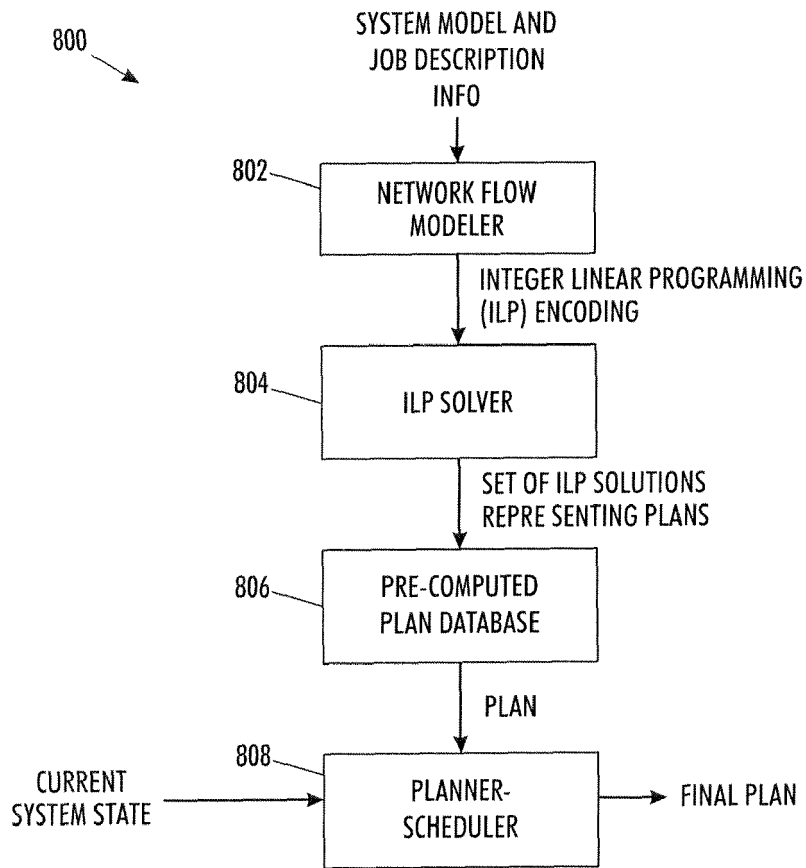 SYSTEM MODEL AND
JOB DESCRIPTION
INFO
800
802
NETWORK FLOW
MODELER
INTEGER LINEAR PROGRAMMING
(ILP) ENCODING
804
ILP SOLVER
SET OF ILP SOLUTIONS
REPRE SENTING PLANS
806
PRE-COMPUTED
PLAN DATABASE
PLAN
808
CURRENT
SYSTEM STATE
PLANNER-
SCHEDULER
FINAL PLAN